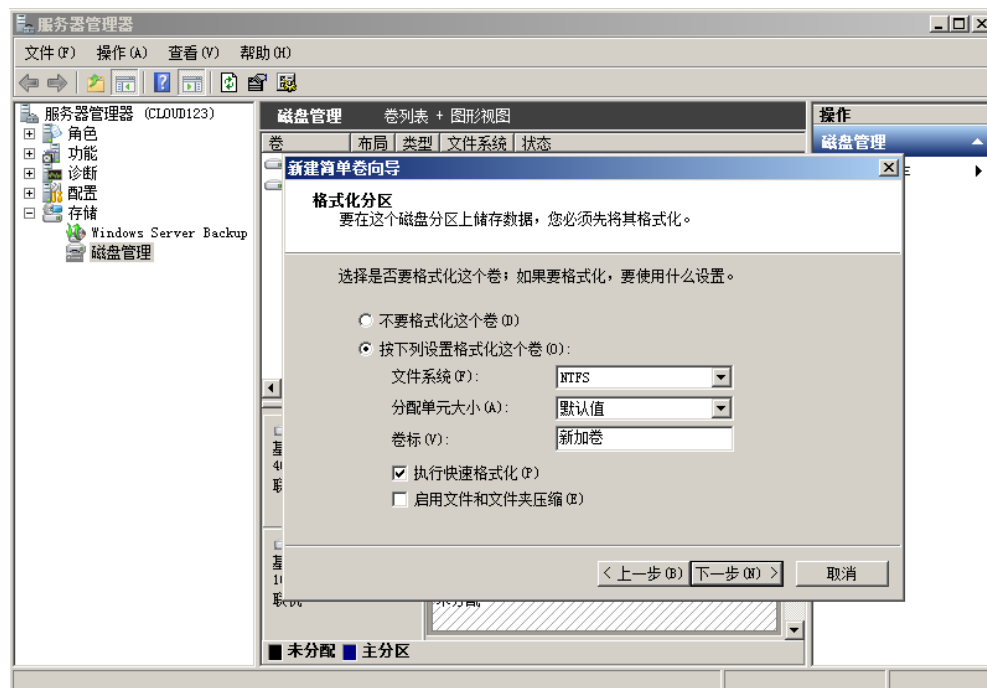 服务器管理器
文件(F) 操作(A) 查看(V) 帮助(H)
服务器管理器 (CLOUD123)
角色
功能
诊断
配置
存储
Windows Server Backup
磁盘管理
磁盘管理 卷列表 + 图形视图
卷 布局 类型 文件系统 状态
操作
磁盘管理
新建简单卷向导
格式化分区
要在这个磁盘分区上储存数据，您必须先将其格式化。
选择是否要格式化这个卷；如果要格式化，要使用什么设置。
不要格式化这个卷(D)
按下列设置格式化这个卷(O):
文件系统(F): NTFS
分配单元大小(A): 默认值
卷标(V): 新加卷
执行快速格式化(P)
启用文件和文件夹压缩(E)
< 上一步(B) 下一步(N) > 取消
未分配 主分区